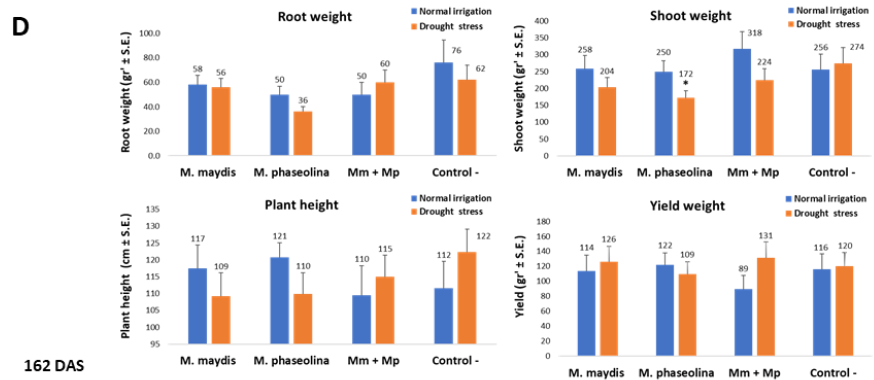 D
Root weight
Normal irrigation
Drought stress
Root weight (gr' ± S.E.)
100.0
80.0
60.0
40.0
20.0
0.0
58
56
50
36
50
60
76
62
M. maydis
M. phaseolina
Mm + Mp
Control -
Shoot weight
Normal irrigation
Drought stress
Shoot weight (gr' ± S.E.)
400
350
300
250
200
150
100
50
0
258
204
250
172
*
318
224
256
274
M. maydis
M. phaseolina
Mm + Mp
Control -
Plant height
Normal irrigation
Drought stress
Plant height (cm ± S.E.)
135
130
125
120
115
110
105
100
95
117
109
121
110
110
115
112
122
M. maydis
M. phaseolina
Mm + Mp
Control -
Yield weight
Normal irrigation
Drought stress
Yield (gr' ± S.E.)
180
160
140
120
100
80
60
40
20
0
114
126
122
109
89
131
116
120
M. maydis
M. phaseolina
Mm + Mp
Control -
162 DAS